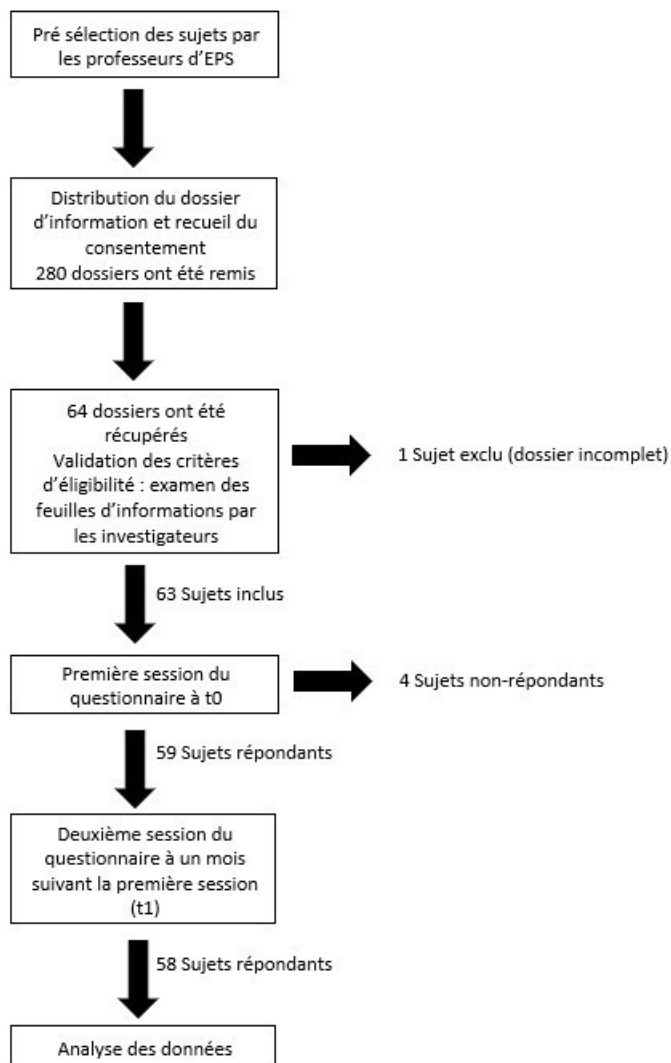 Pré sélection des sujets par
les professeurs d'EPS
Distribution du dossier
d'information et recueil du
consentement
280 dossiers ont été remis
64 dossiers ont été
récupérés
Validation des critères
d'éligibilité : examen des
feuilles d'informations par
les investigateurs
1 Sujet exclu (dossier incomplet)
63 Sujets inclus
Première session du
questionnaire à t0
4 Sujets non-répondants
59 Sujets répondants
Deuxième session du
questionnaire à un mois
suivant la première session
(t1)
58 Sujets répondants
Analyse des données